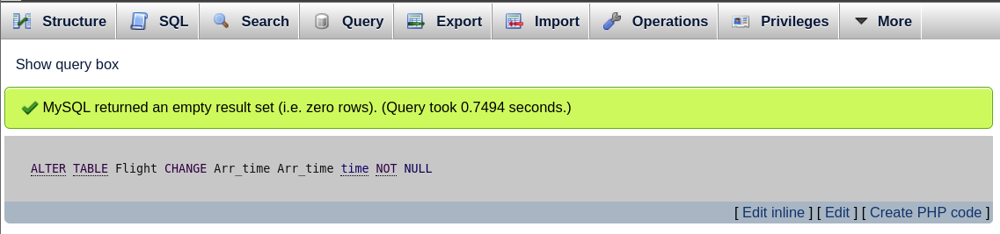 Structure SQL Search Query Export Import Operations Privileges More
Show query box
MySQL returned an empty result set (i.e. zero rows). (Query took 0.7494 seconds.)
ALTER TABLE Flight CHANGE Arr_time Arr_time time NOT NULL
[ Edit inline ] [ Edit ] [ Create PHP code ]